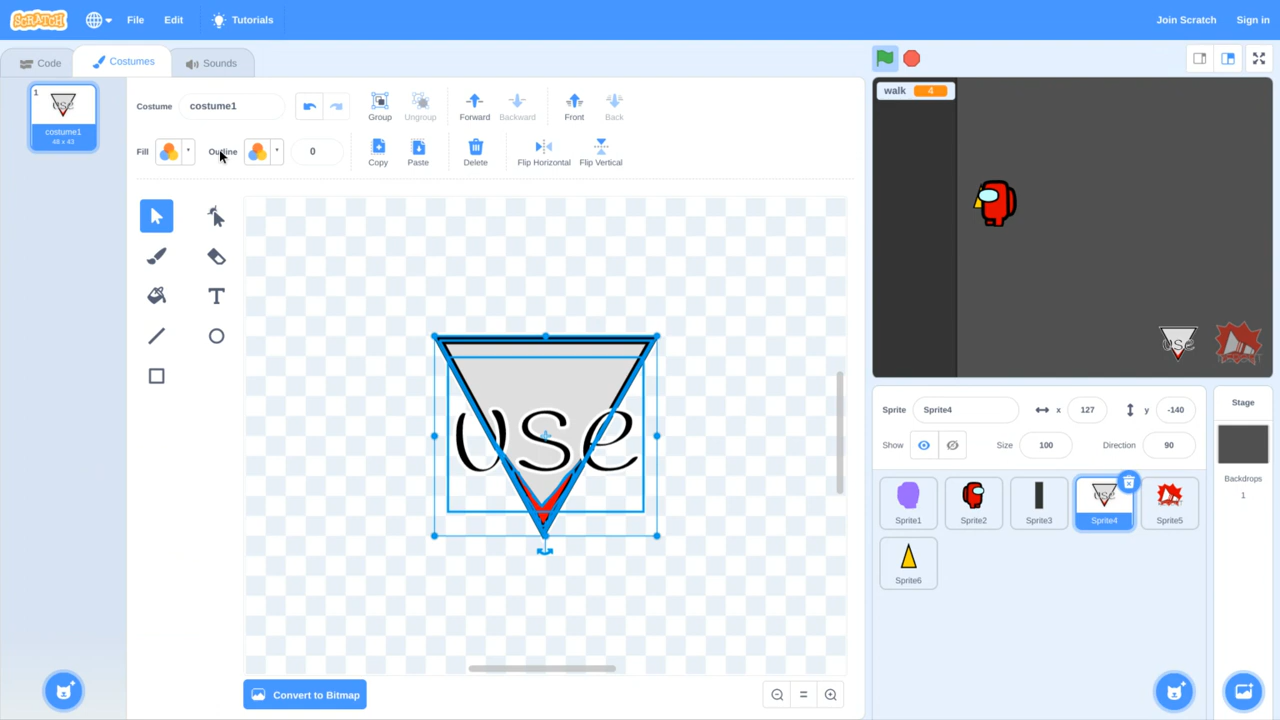 SCRATCH File Edit Tutorials Join Scratch Sign in
Code Costumes Sounds
1
use
costume1
48 x 43
Costume costume1 Group Ungroup Forward Backward Front Back
Fill Outline 0 Copy Paste Delete Flip Horizontal Flip Vertical
use
Convert to Bitmap
walk 4
use
Sprite Sprite4 x 127 y -140
Show Size 100 Direction 90
Sprite1 Sprite2 Sprite3 use Sprite4 Sprite5
Sprite6
Stage
Backdrops
1